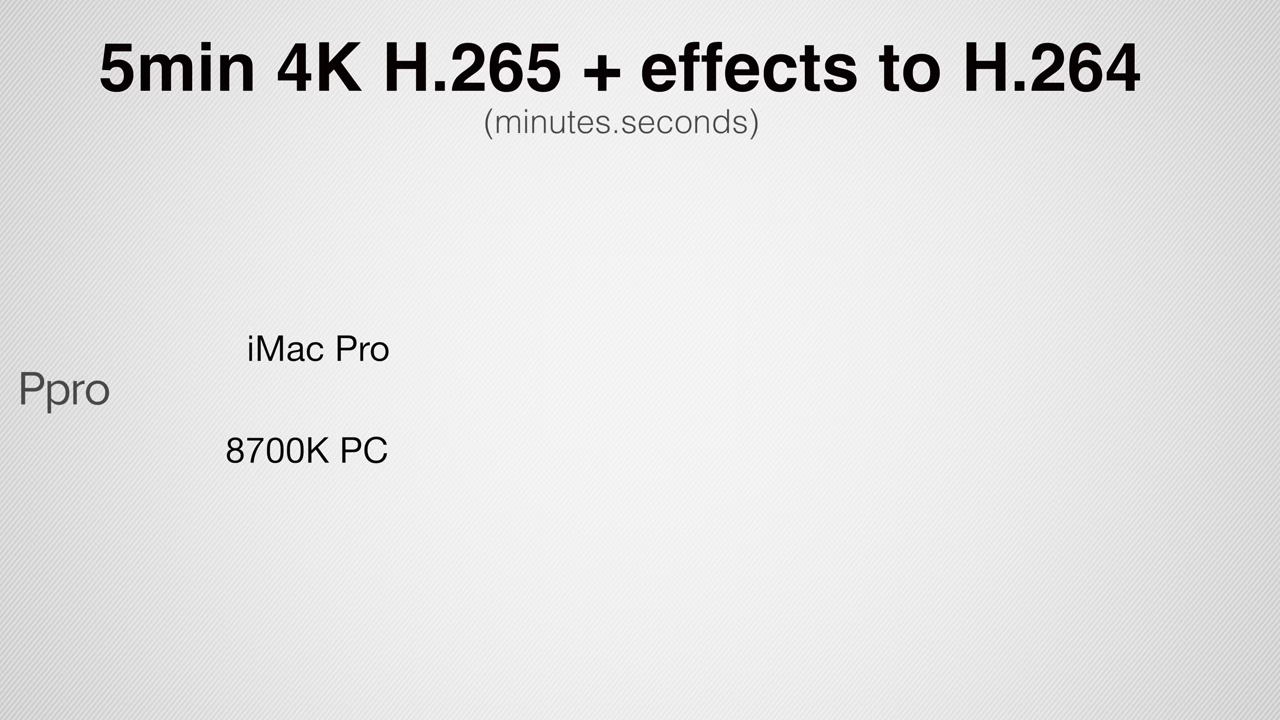 5min 4K H.265 + effects to H.264
(minutes.seconds)
iMac Pro
Ppro
8700K PC